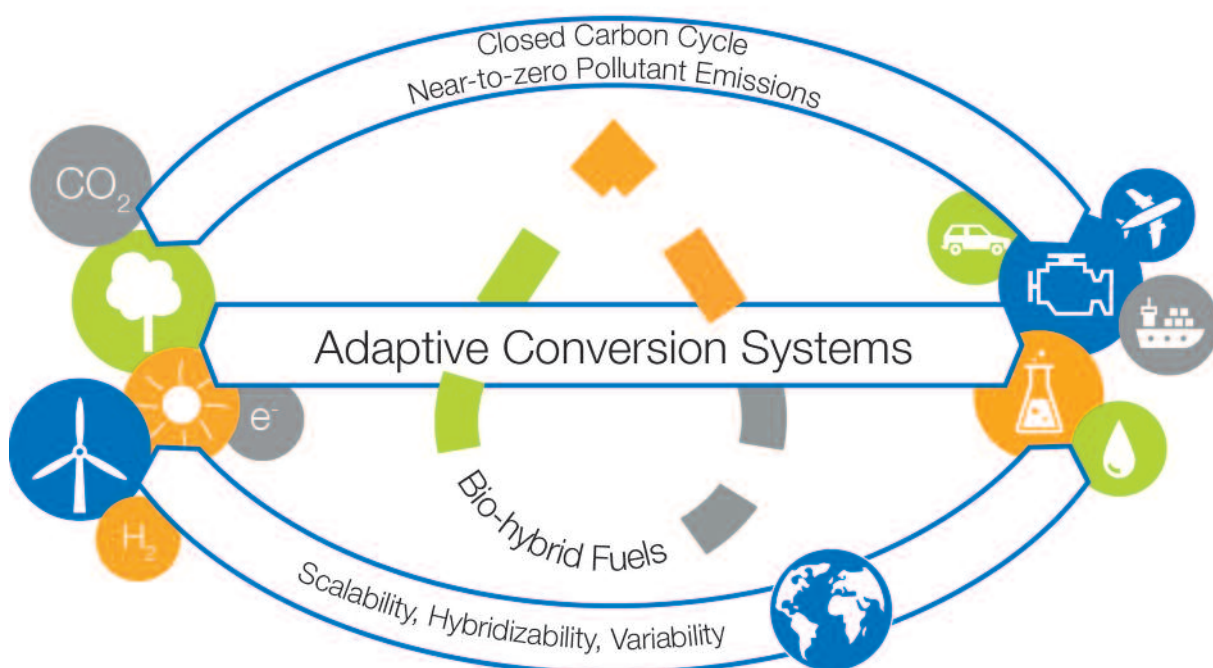 Closed Carbon Cycle
Near-to-zero Pollutant Emissions
CO₂
Adaptive Conversion Systems
e⁻
H₂
Bio-hybrid Fuels
Scalability, Hybridizability, Variability